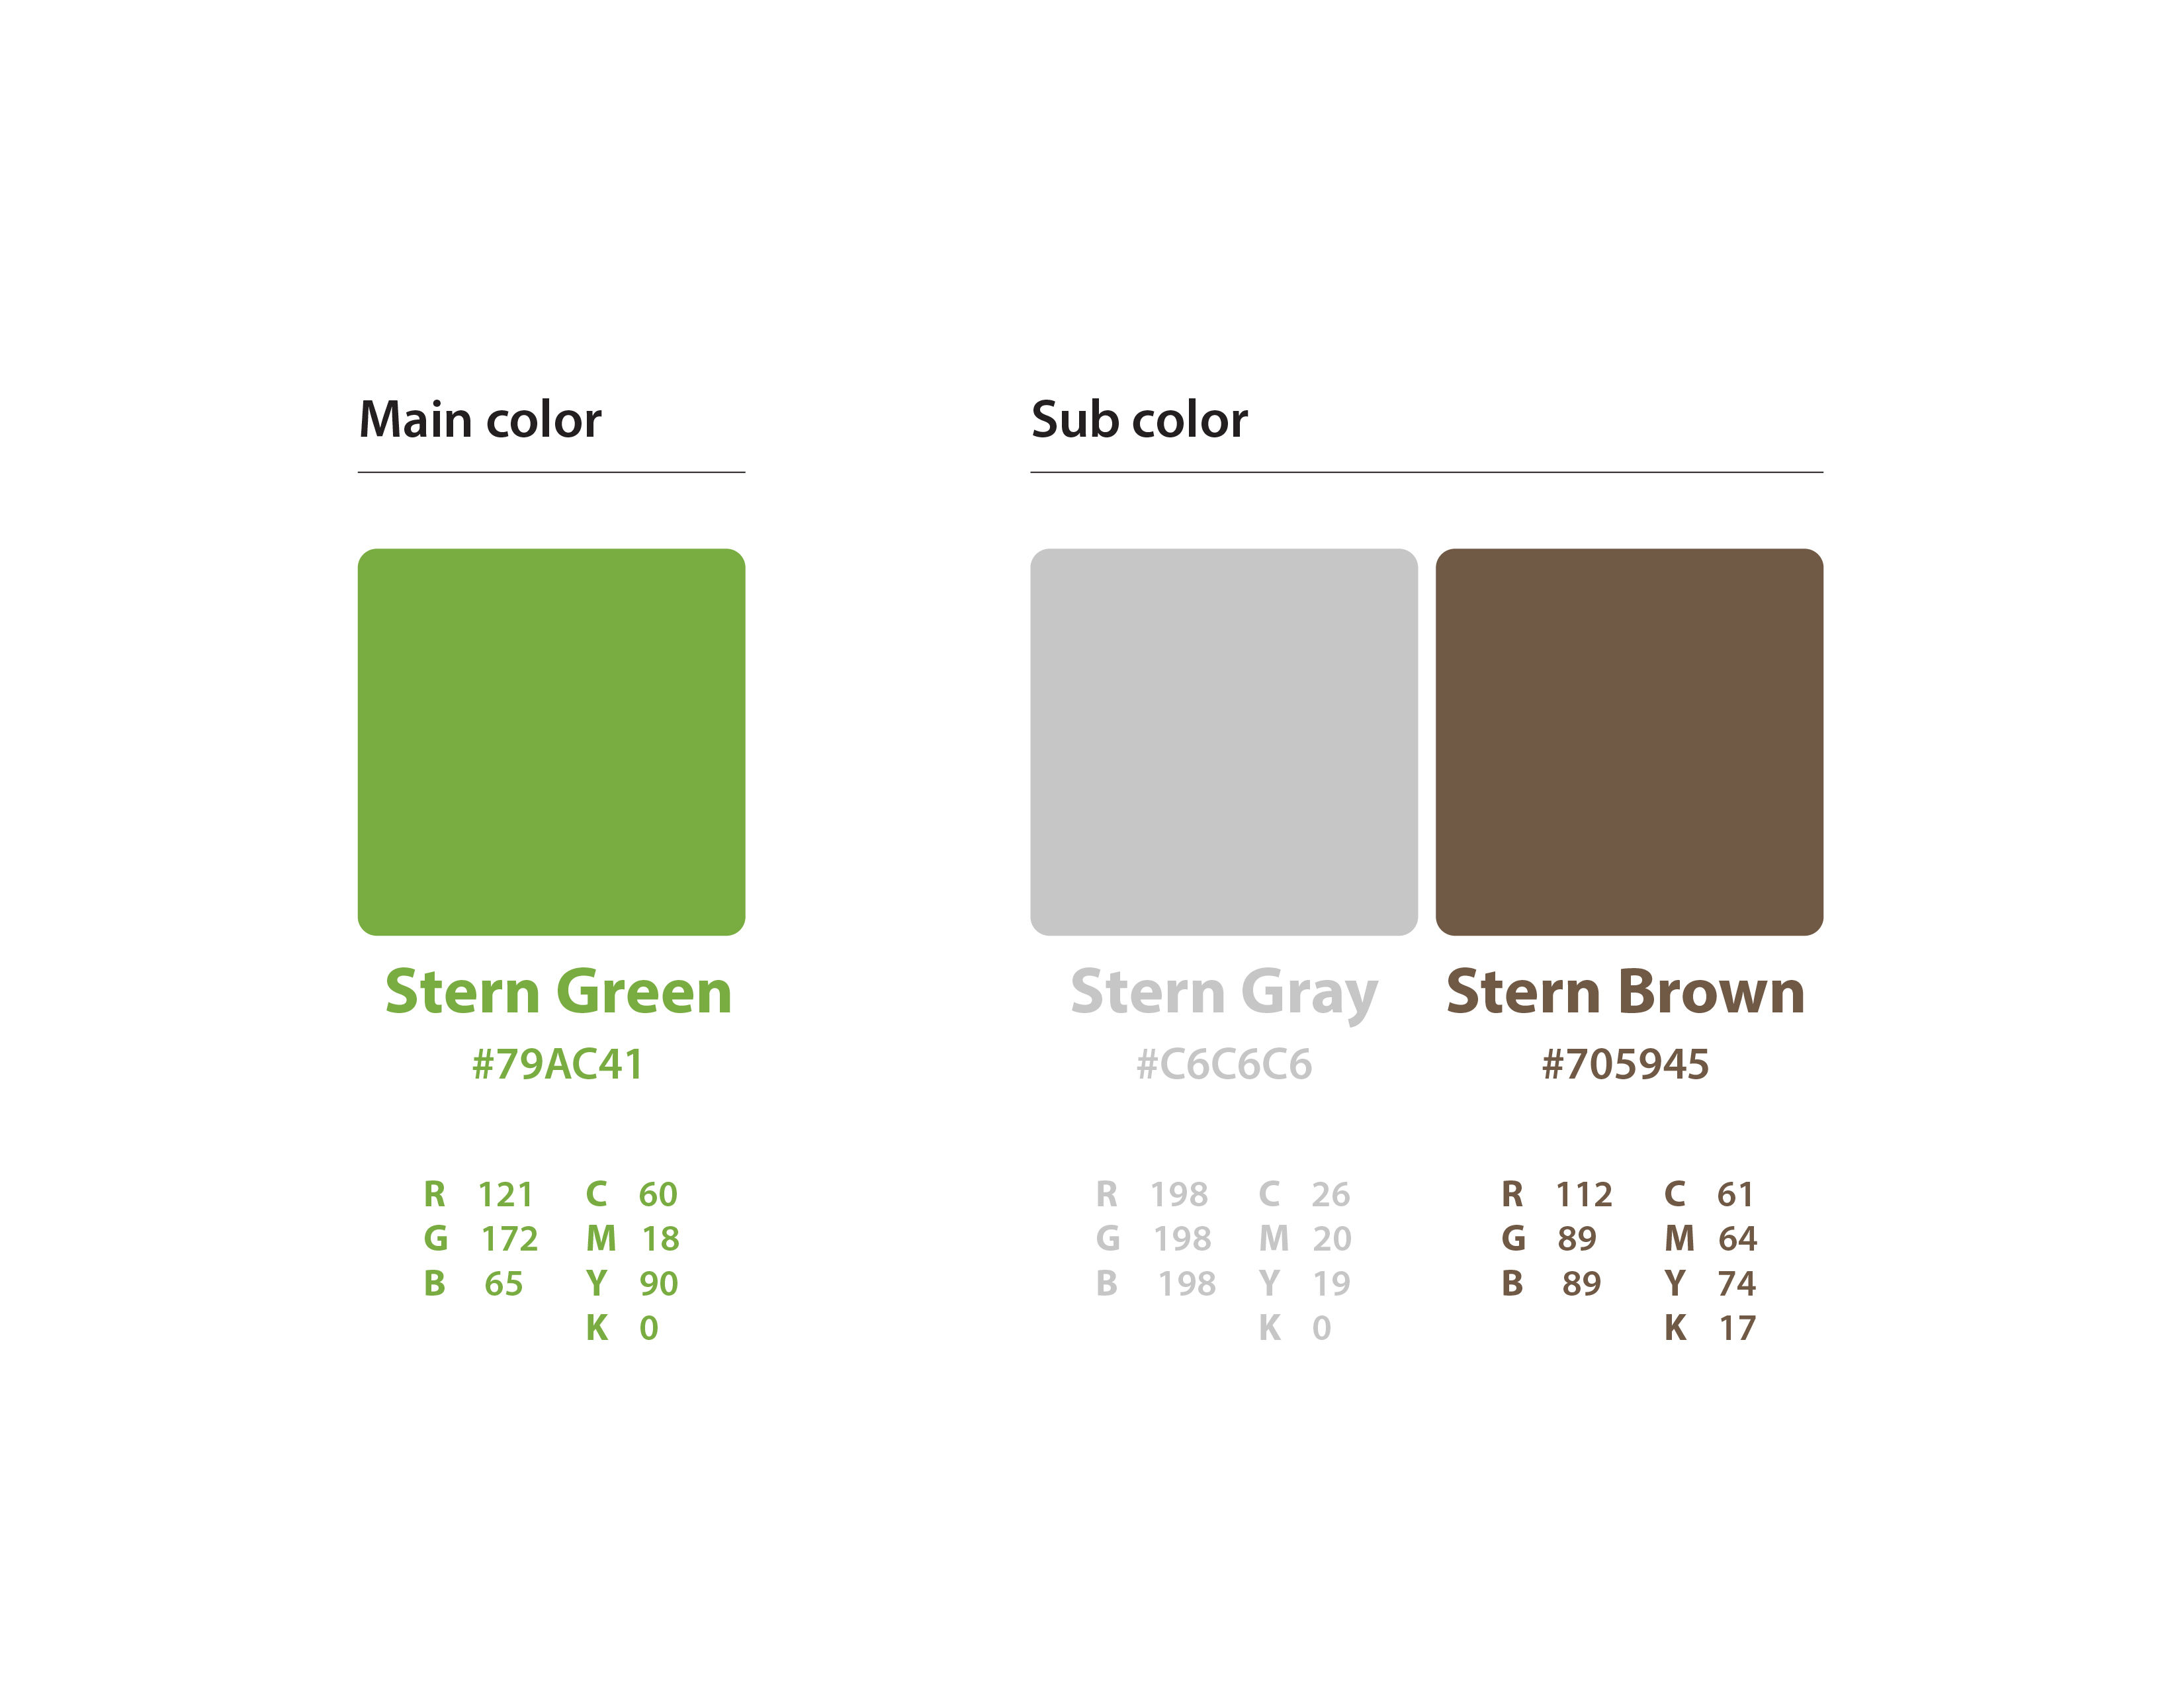 Main color
Sub color
Stern Green
#79AC41
R 121 C 60
G 172 M 18
B 65 Y 90
K 0
Stern Gray
#C6C6C6
R 198 C 26
G 198 M 20
B 198 Y 19
K 0
Stern Brown
#705945
R 112 C 61
G 89 M 64
B 89 Y 74
K 17